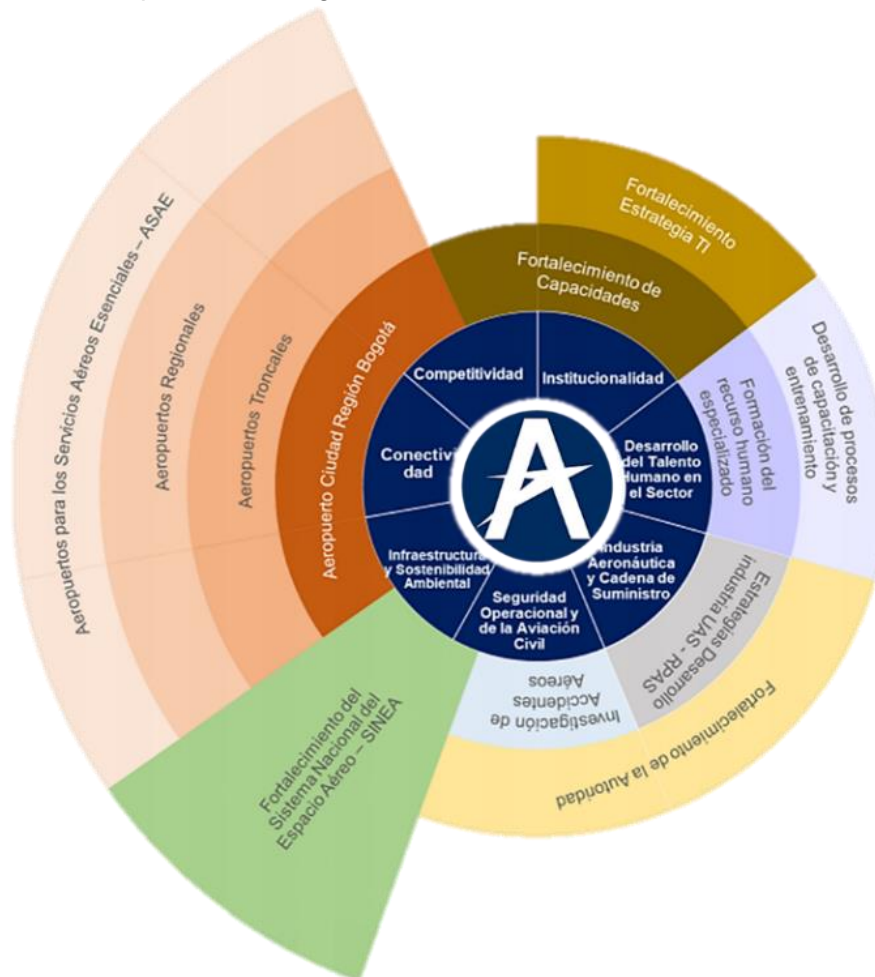 Fortalecimiento
Estrategia TI
Fortalecimiento de
Capacidades
Desarrollo de procesos
de capacitación y
entrenamiento
Formación del
recurso humano
especializado
Aeropuertos para los Servicios Aéreos Esenciales – ASAE
Aeropuertos Regionales
Aeropuertos Troncales
Aeropuerto Ciudad Región Bogotá
Competitividad
Institucionalidad
Conectivi
dad
Desarrollo
del Talento
Humano en
el Sector
Infraestructura
y Sostenibilidad
Ambiental
Industria
Aeronáutica
y Cadena de
Suministro
Seguridad
Operacional y
de la Aviación
Civil
Estrategias Desarrollo
industria UAS - RPAS
Investigación de
Accidentes
Aéreos
Fortalecimiento de la Autoridad
Fortalecimiento del
Sistema Nacional del
Espacio Aéreo – SINEA